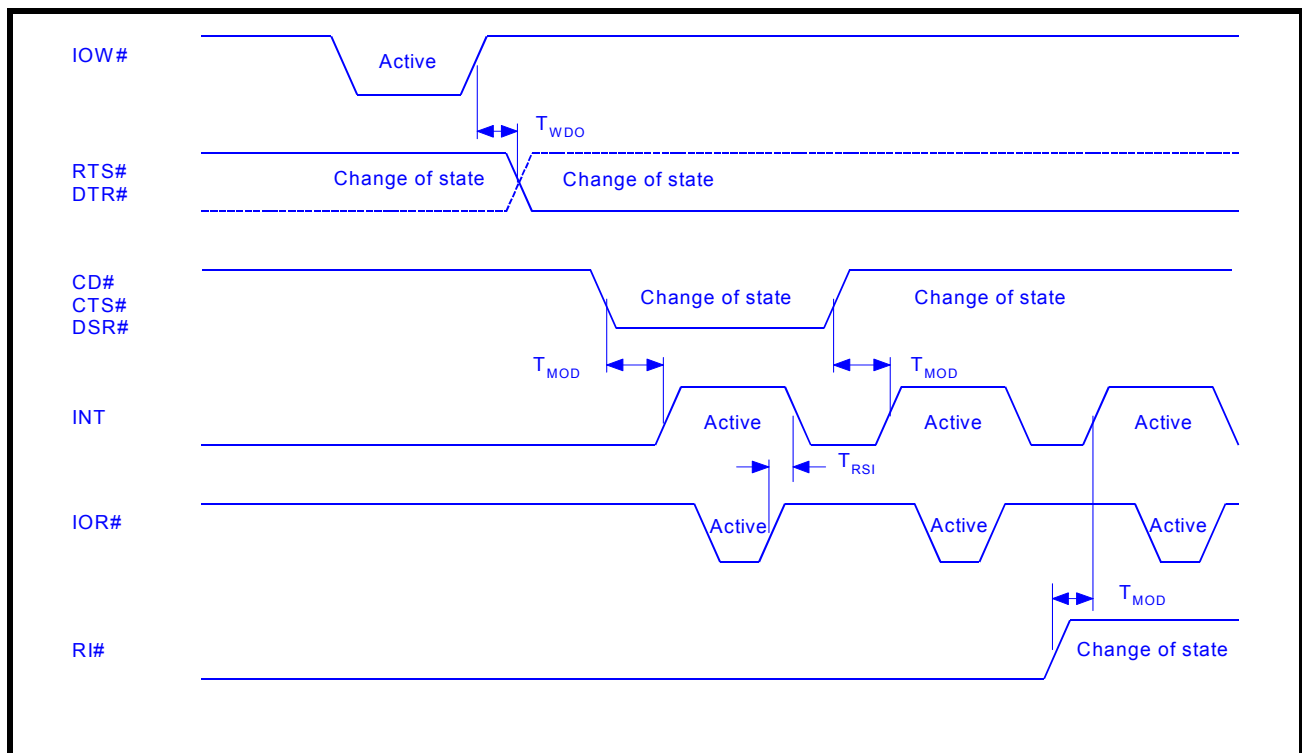 IOW#
Active
TWDO
RTS#
DTR#
Change of state
Change of state
CD#
CTS#
DSR#
Change of state
Change of state
TMOD
TMOD
INT
Active
Active
Active
TRSI
IOR#
Active
Active
Active
TMOD
RI#
Change of state